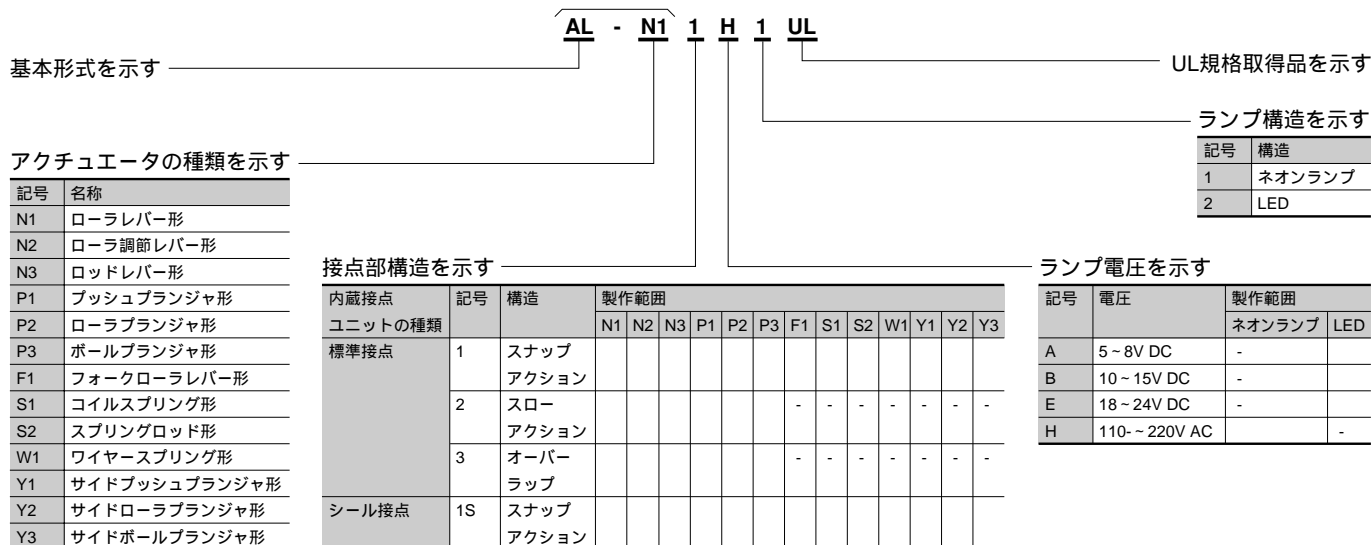 AL - N1 1 H 1 UL
基本形式を示す
UL規格取得品を示す
ランプ構造を示す
記号 構造
1 ネオンランプ
2 LED
アクチュエータの種類を示す
記号 名称
N1 ローラレバー形
N2 ローラ調節レバー形
N3 ロッドレバー形
P1 プッシュプランジャ形
P2 ローラプランジャ形
P3 ボールプランジャ形
F1 フォークローラレバー形
S1 コイルスプリング形
S2 スプリングロッド形
W1 ワイヤースプリング形
Y1 サイドプッシュプランジャ形
Y2 サイドローラプランジャ形
Y3 サイドボールプランジャ形
接点部構造を示す
内蔵接点 記号 構造 製作範囲
ユニットの種類 N1 N2 N3 P1 P2 P3 F1 S1 S2 W1 Y1 Y2 Y3
標準接点 1 スナップ
アクション
2 スロー - - - - - - -
アクション
3 オーバー - - - - - - -
ラップ
シール接点 1S スナップ
アクション
ランプ電圧を示す
記号 電圧 製作範囲
ネオンランプ LED
A 5~8V DC -
B 10~15V DC -
E 18~24V DC -
H 110-~220V AC -